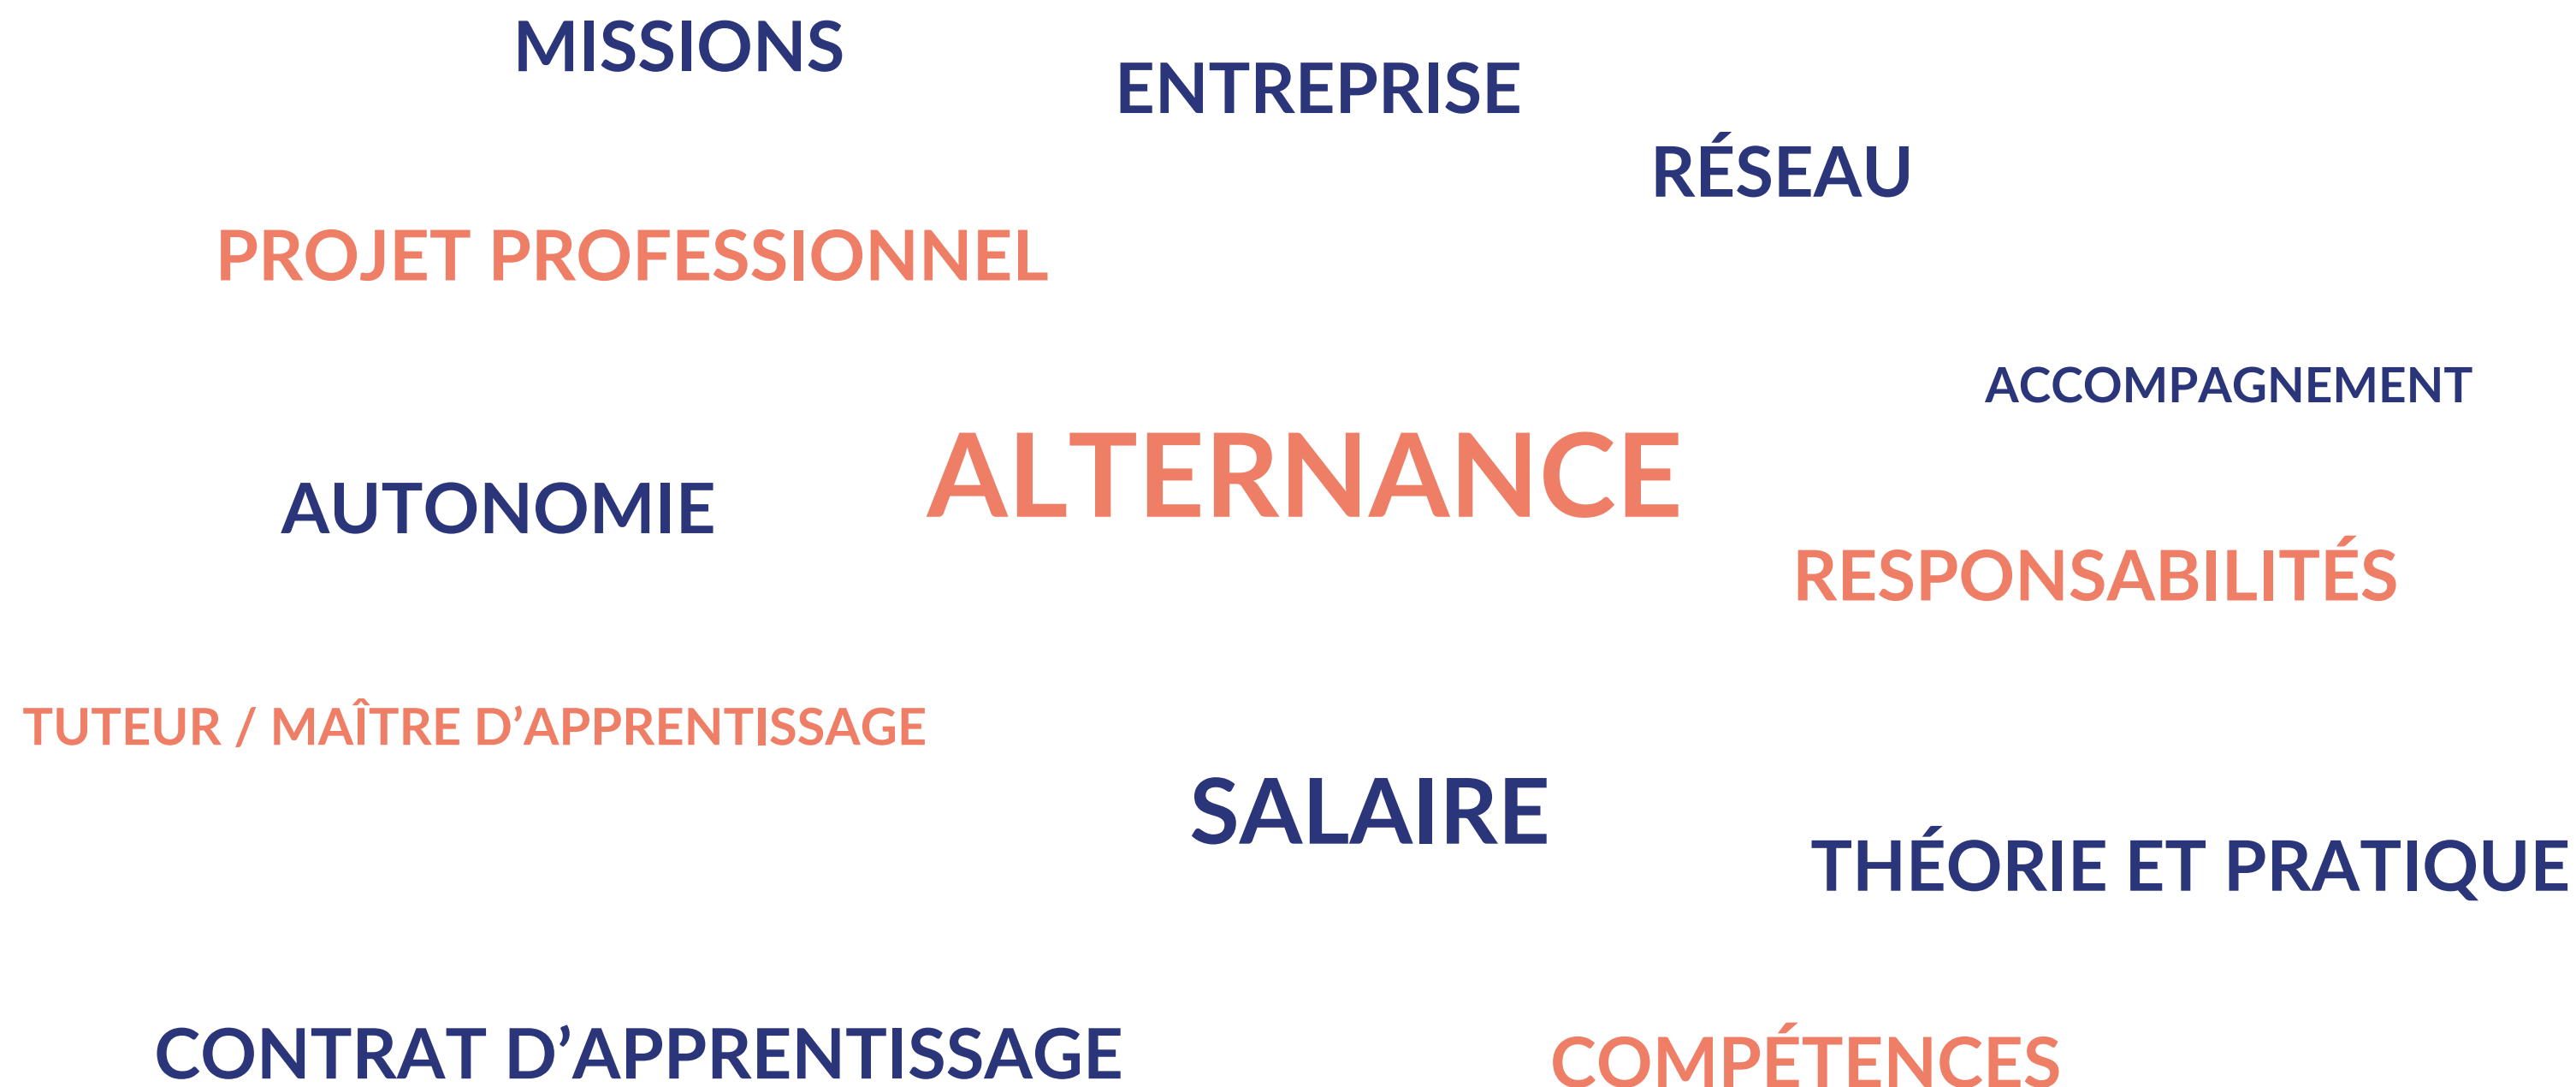 MISSIONS
ENTREPRISE
RÉSEAU
PROJET PROFESSIONNEL
ACCOMPAGNEMENT
ALTERNANCE
AUTONOMIE
RESPONSABILITÉS
TUTEUR / MAÎTRE D’APPRENTISSAGE
SALAIRE
THÉORIE ET PRATIQUE
CONTRAT D’APPRENTISSAGE
COMPÉTENCES